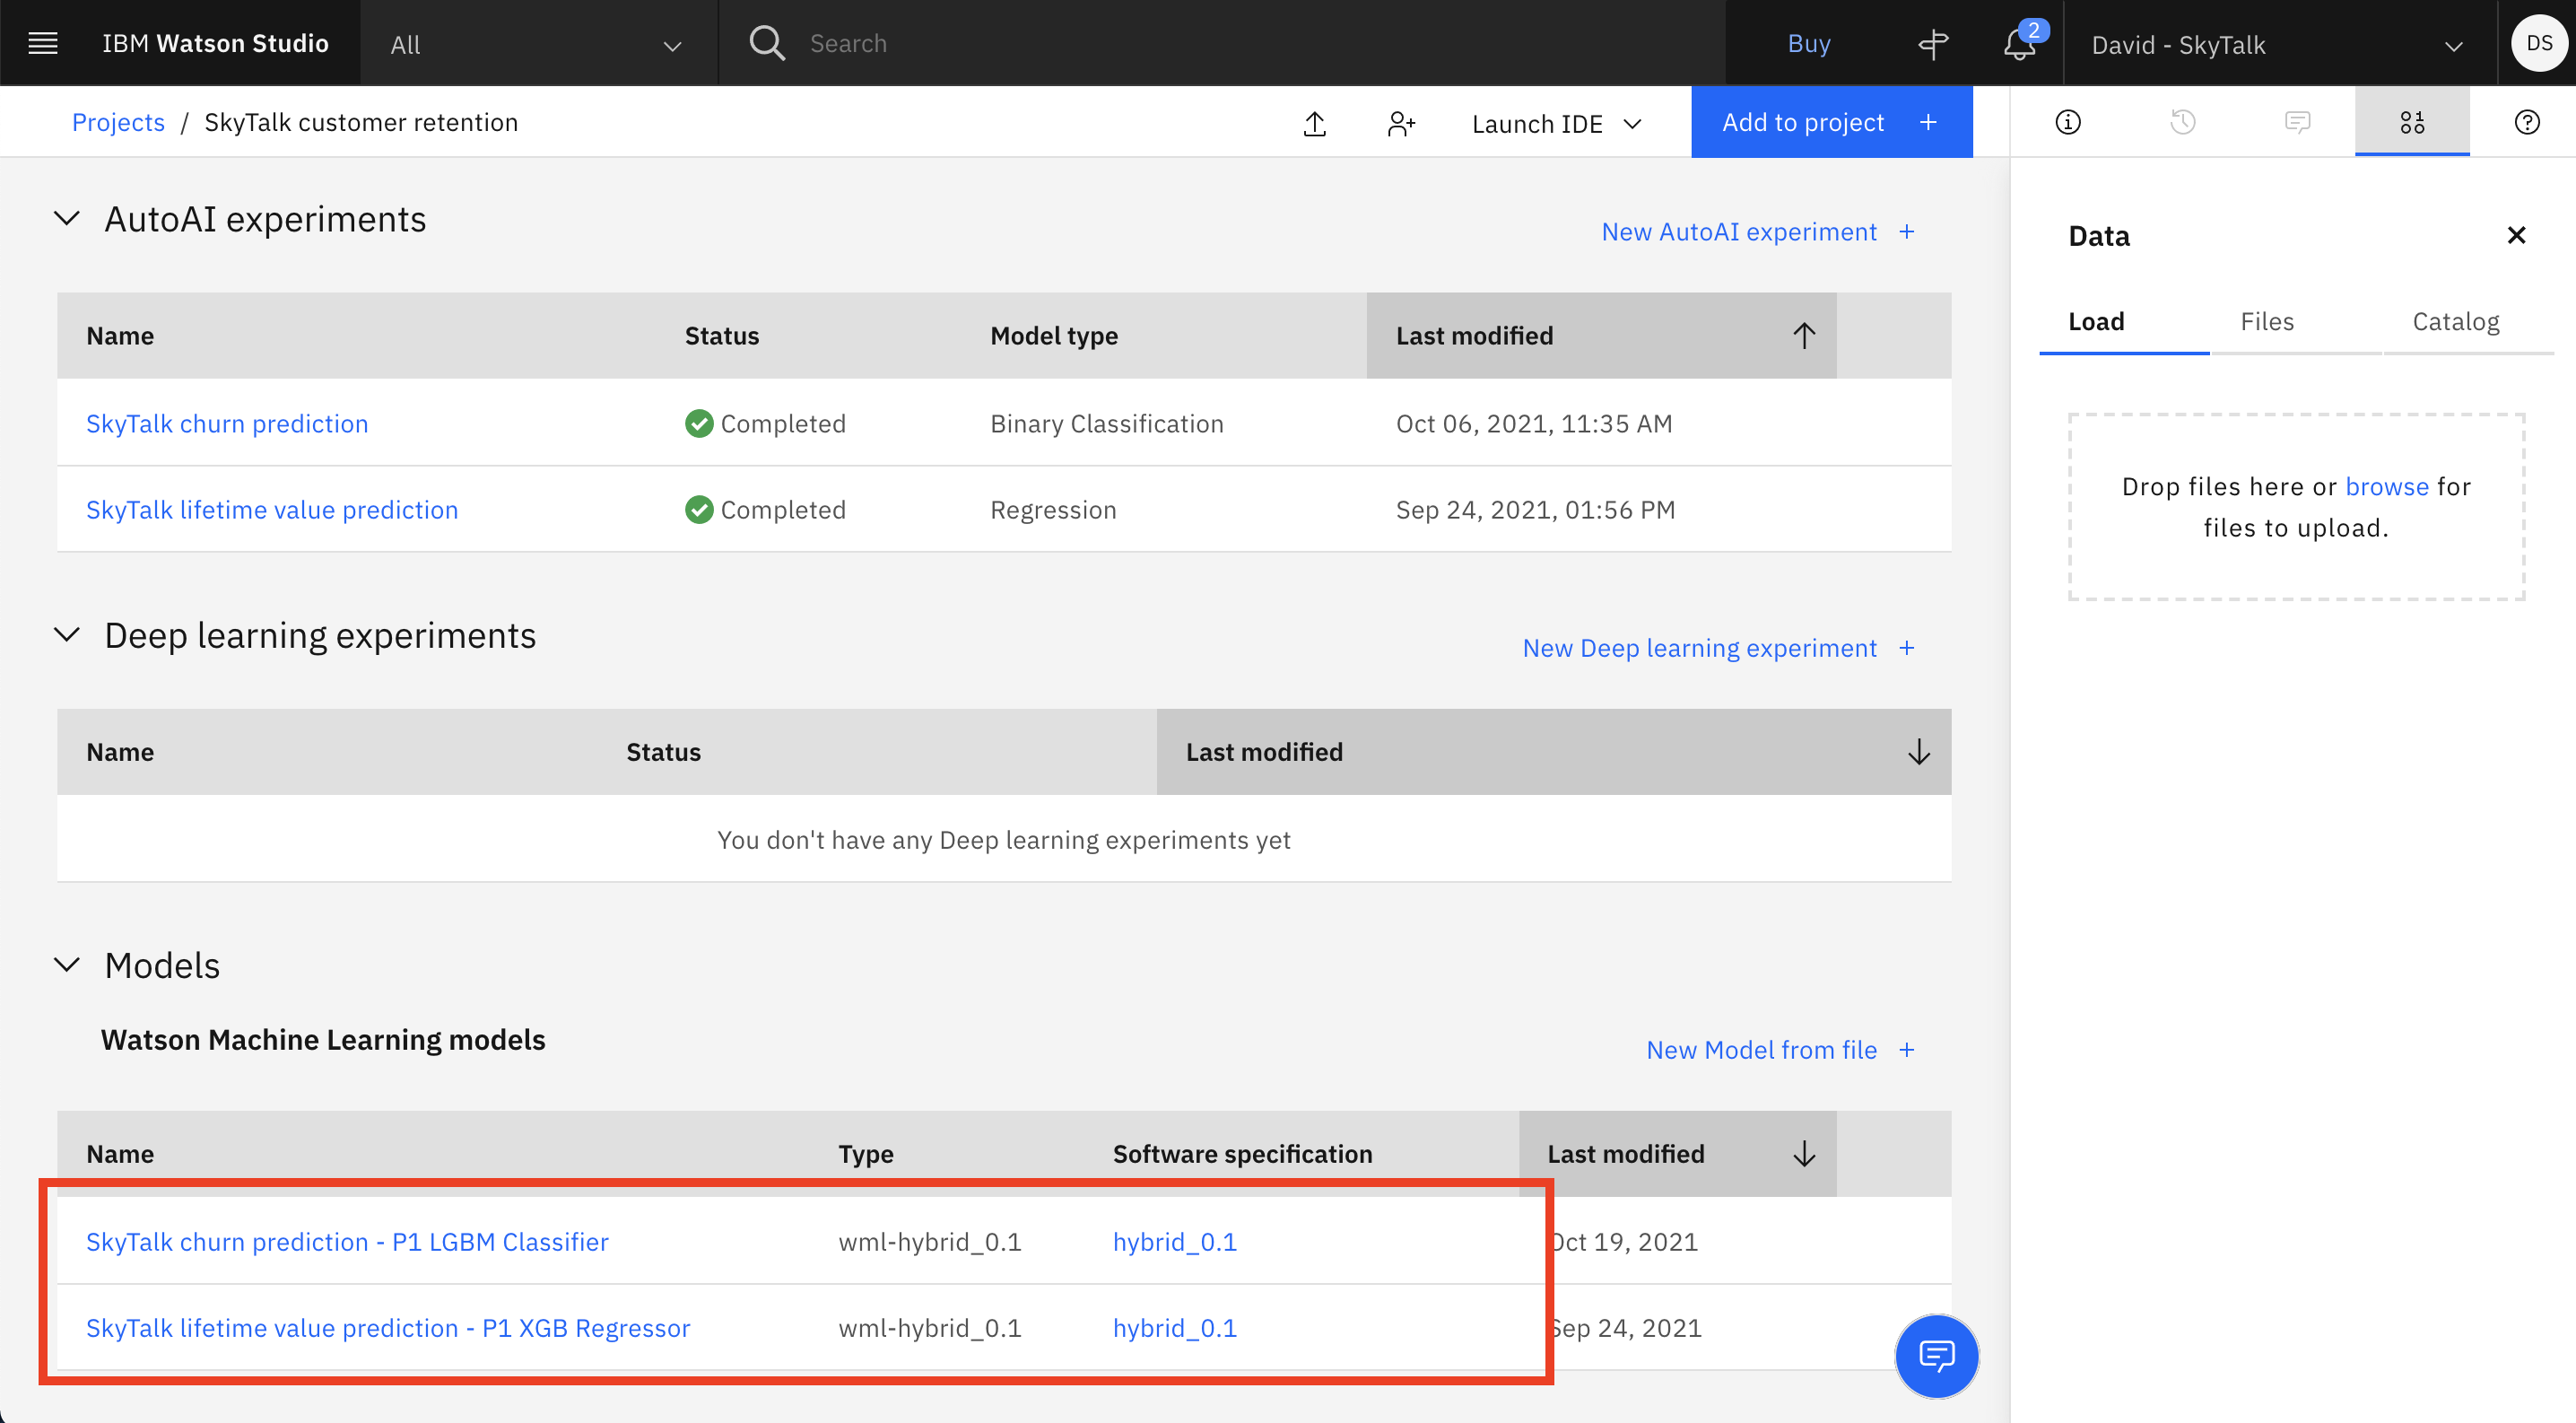 IBM Watson Studio
All
Search
Buy
2
David - SkyTalk
DS
Projects / SkyTalk customer retention
Launch IDE
Add to project +
AutoAI experiments
New AutoAI experiment +
Name Status Model type Last modified
SkyTalk churn prediction Completed Binary Classification Oct 06, 2021, 11:35 AM
SkyTalk lifetime value prediction Completed Regression Sep 24, 2021, 01:56 PM
Deep learning experiments
New Deep learning experiment +
Name Status Last modified
You don't have any Deep learning experiments yet
Models
Watson Machine Learning models
New Model from file +
Name Type Software specification Last modified
SkyTalk churn prediction - P1 LGBM Classifier wml-hybrid_0.1 hybrid_0.1 Oct 19, 2021
SkyTalk lifetime value prediction - P1 XGB Regressor wml-hybrid_0.1 hybrid_0.1 Sep 24, 2021
Data
Load Files Catalog
Drop files here or browse for
files to upload.